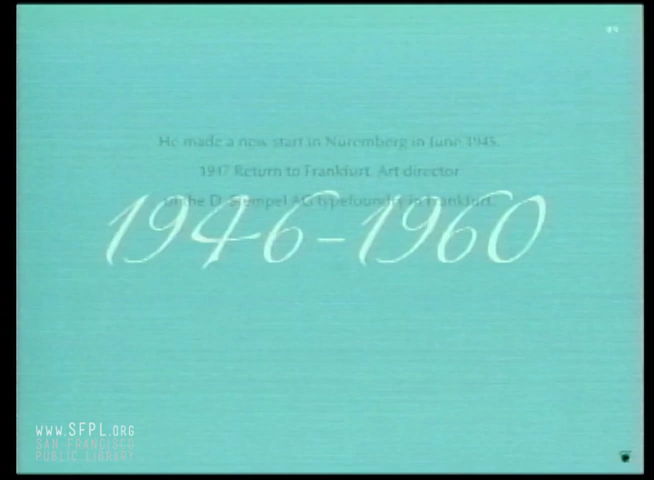 He made a new start in Nuremberg in June 1945.
1947 Return to Frankfurt. Art director
of the D. Stempel AG typefoundry in Frankfurt.
1946–1960
www.SFPL.org
SAN FRANCISCO
PUBLIC LIBRARY